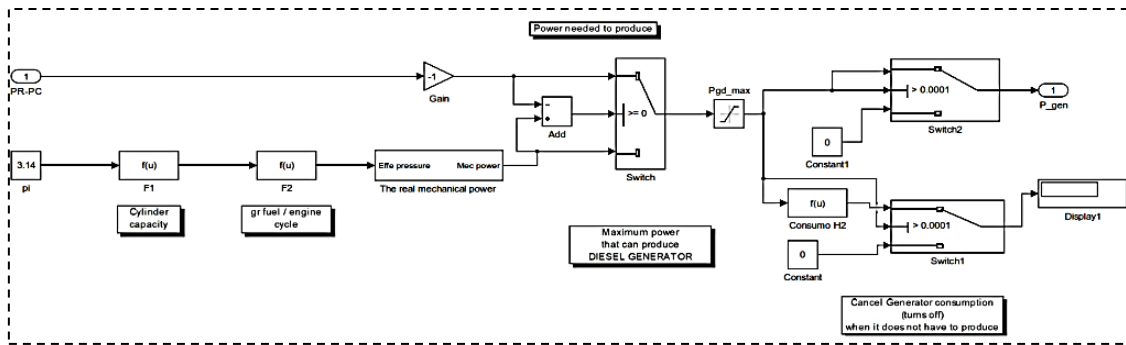 Power needed to produce
1
PR-PC
-1
Gain
−
+
Add
>= 0
Switch
Pgd_max
> 0.0001
Switch2
1
P_gen
0
Constant1
3.14
pi
f(u)
F1
f(u)
F2
Effe pressure
Mec power
The real mechanical power
Cylinder
capacity
gr fuel / engine
cycle
Maximum power
that can produce
DIESEL GENERATOR
f(u)
Consumo H2
> 0.0001
Switch1
Display1
0
Constant
Cancel Generator consumption
(turns off)
when it does not have to produce